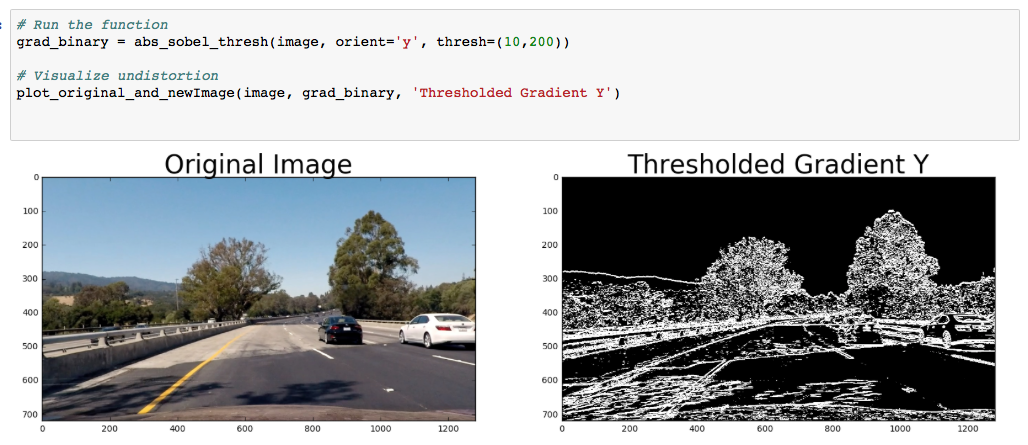 :
# Run the function
grad_binary = abs_sobel_thresh(image, orient='y', thresh=(10,200))
# Visualize undistortion
plot_original_and_newImage(image, grad_binary, 'Thresholded Gradient Y')
Original Image
0
100
200
300
400
500
600
700
0 200 400 600 800 1000 1200
Thresholded Gradient Y
0
100
200
300
400
500
600
700
0 200 400 600 800 1000 1200